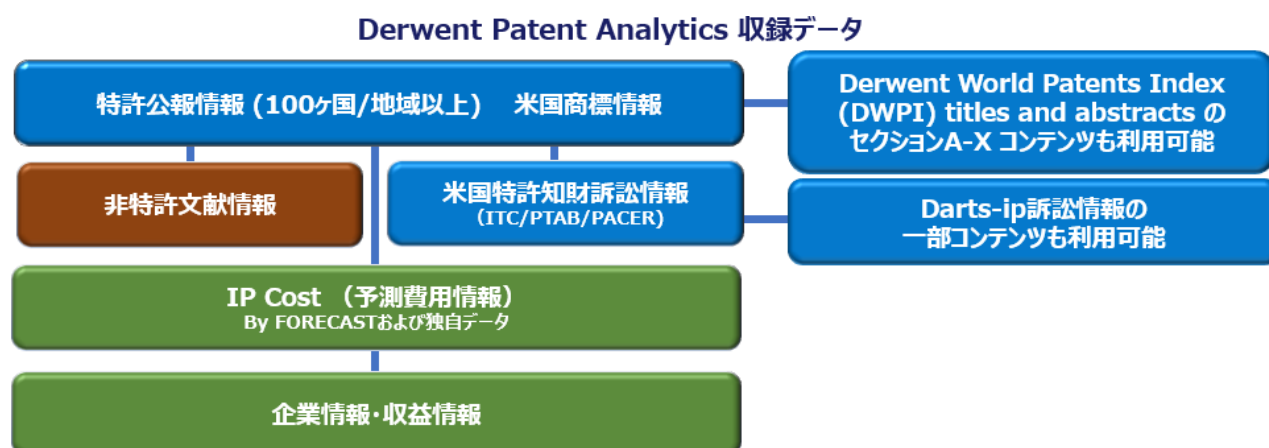 Derwent Patent Analytics 収録データ
特許公報情報 (100ヶ国/地域以上)　米国商標情報
Derwent World Patents Index
(DWPI) titles and abstracts の
セクションA-X コンテンツも利用可能
非特許文献情報
米国特許知財訴訟情報
(ITC/PTAB/PACER)
Darts-ip訴訟情報の
一部コンテンツも利用可能
IP Cost （予測費用情報）
By FORECASTおよび独自データ
企業情報・収益情報